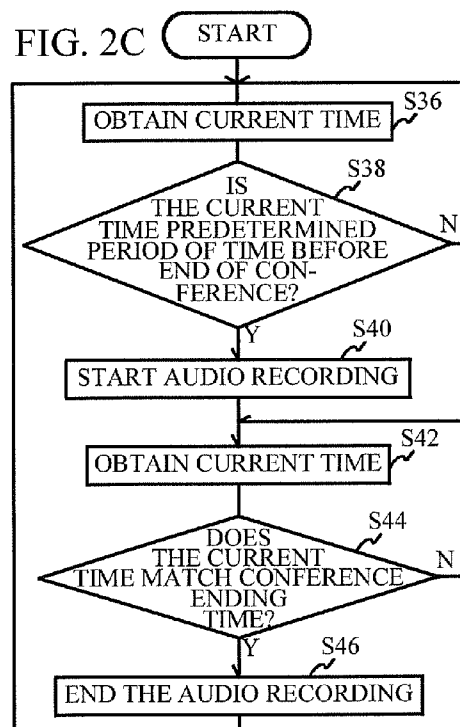 FIG. 2C
START
S36
OBTAIN CURRENT TIME
S38
IS
THE CURRENT
TIME PREDETERMINED
PERIOD OF TIME BEFORE
END OF CON-
FERENCE?
N
Y
S40
START AUDIO RECORDING
S42
OBTAIN CURRENT TIME
S44
DOES
THE CURRENT
TIME MATCH CONFERENCE
ENDING
TIME?
N
Y
S46
END THE AUDIO RECORDING